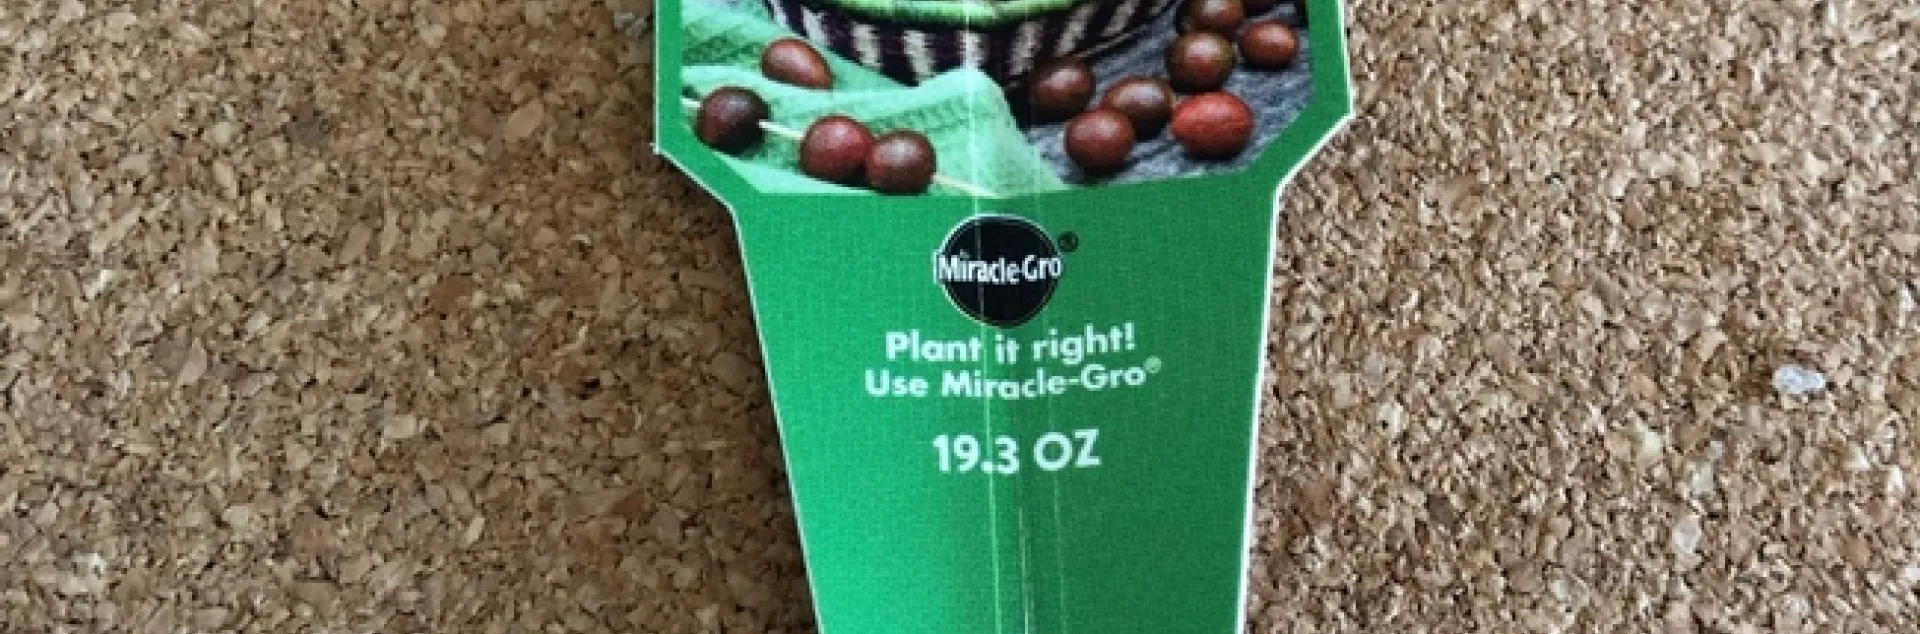 Miracle-Gro®
Plant it right!
Use Miracle-Gro®
19.3 OZ